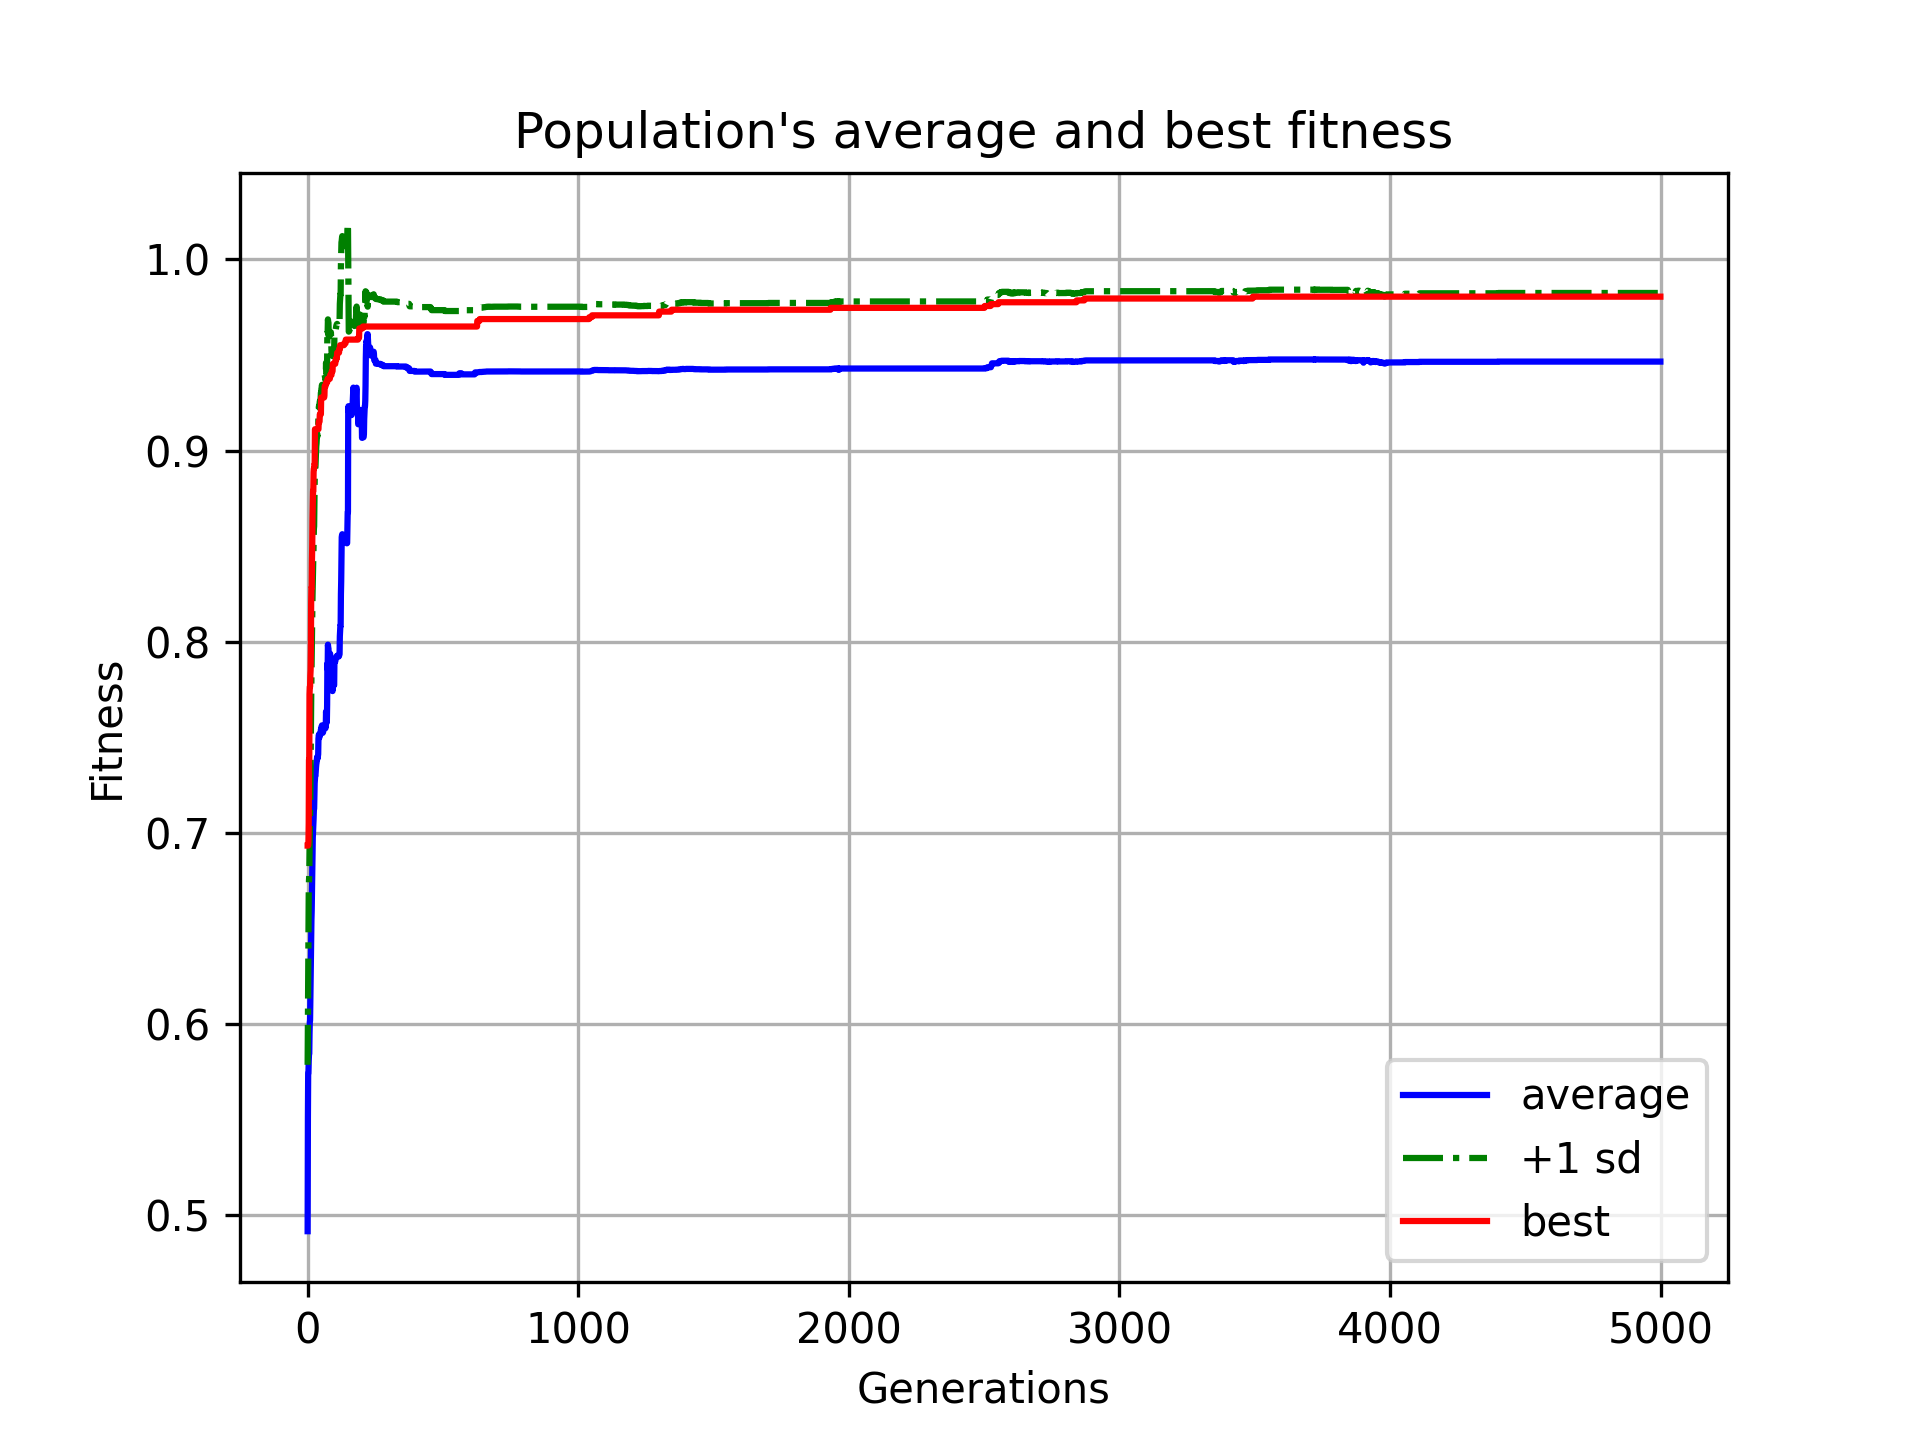 Population's average and best fitness
Fitness
1.0
0.9
0.8
0.7
0.6
0.5
0 1000 2000 3000 4000 5000
Generations
average
+1 sd
best